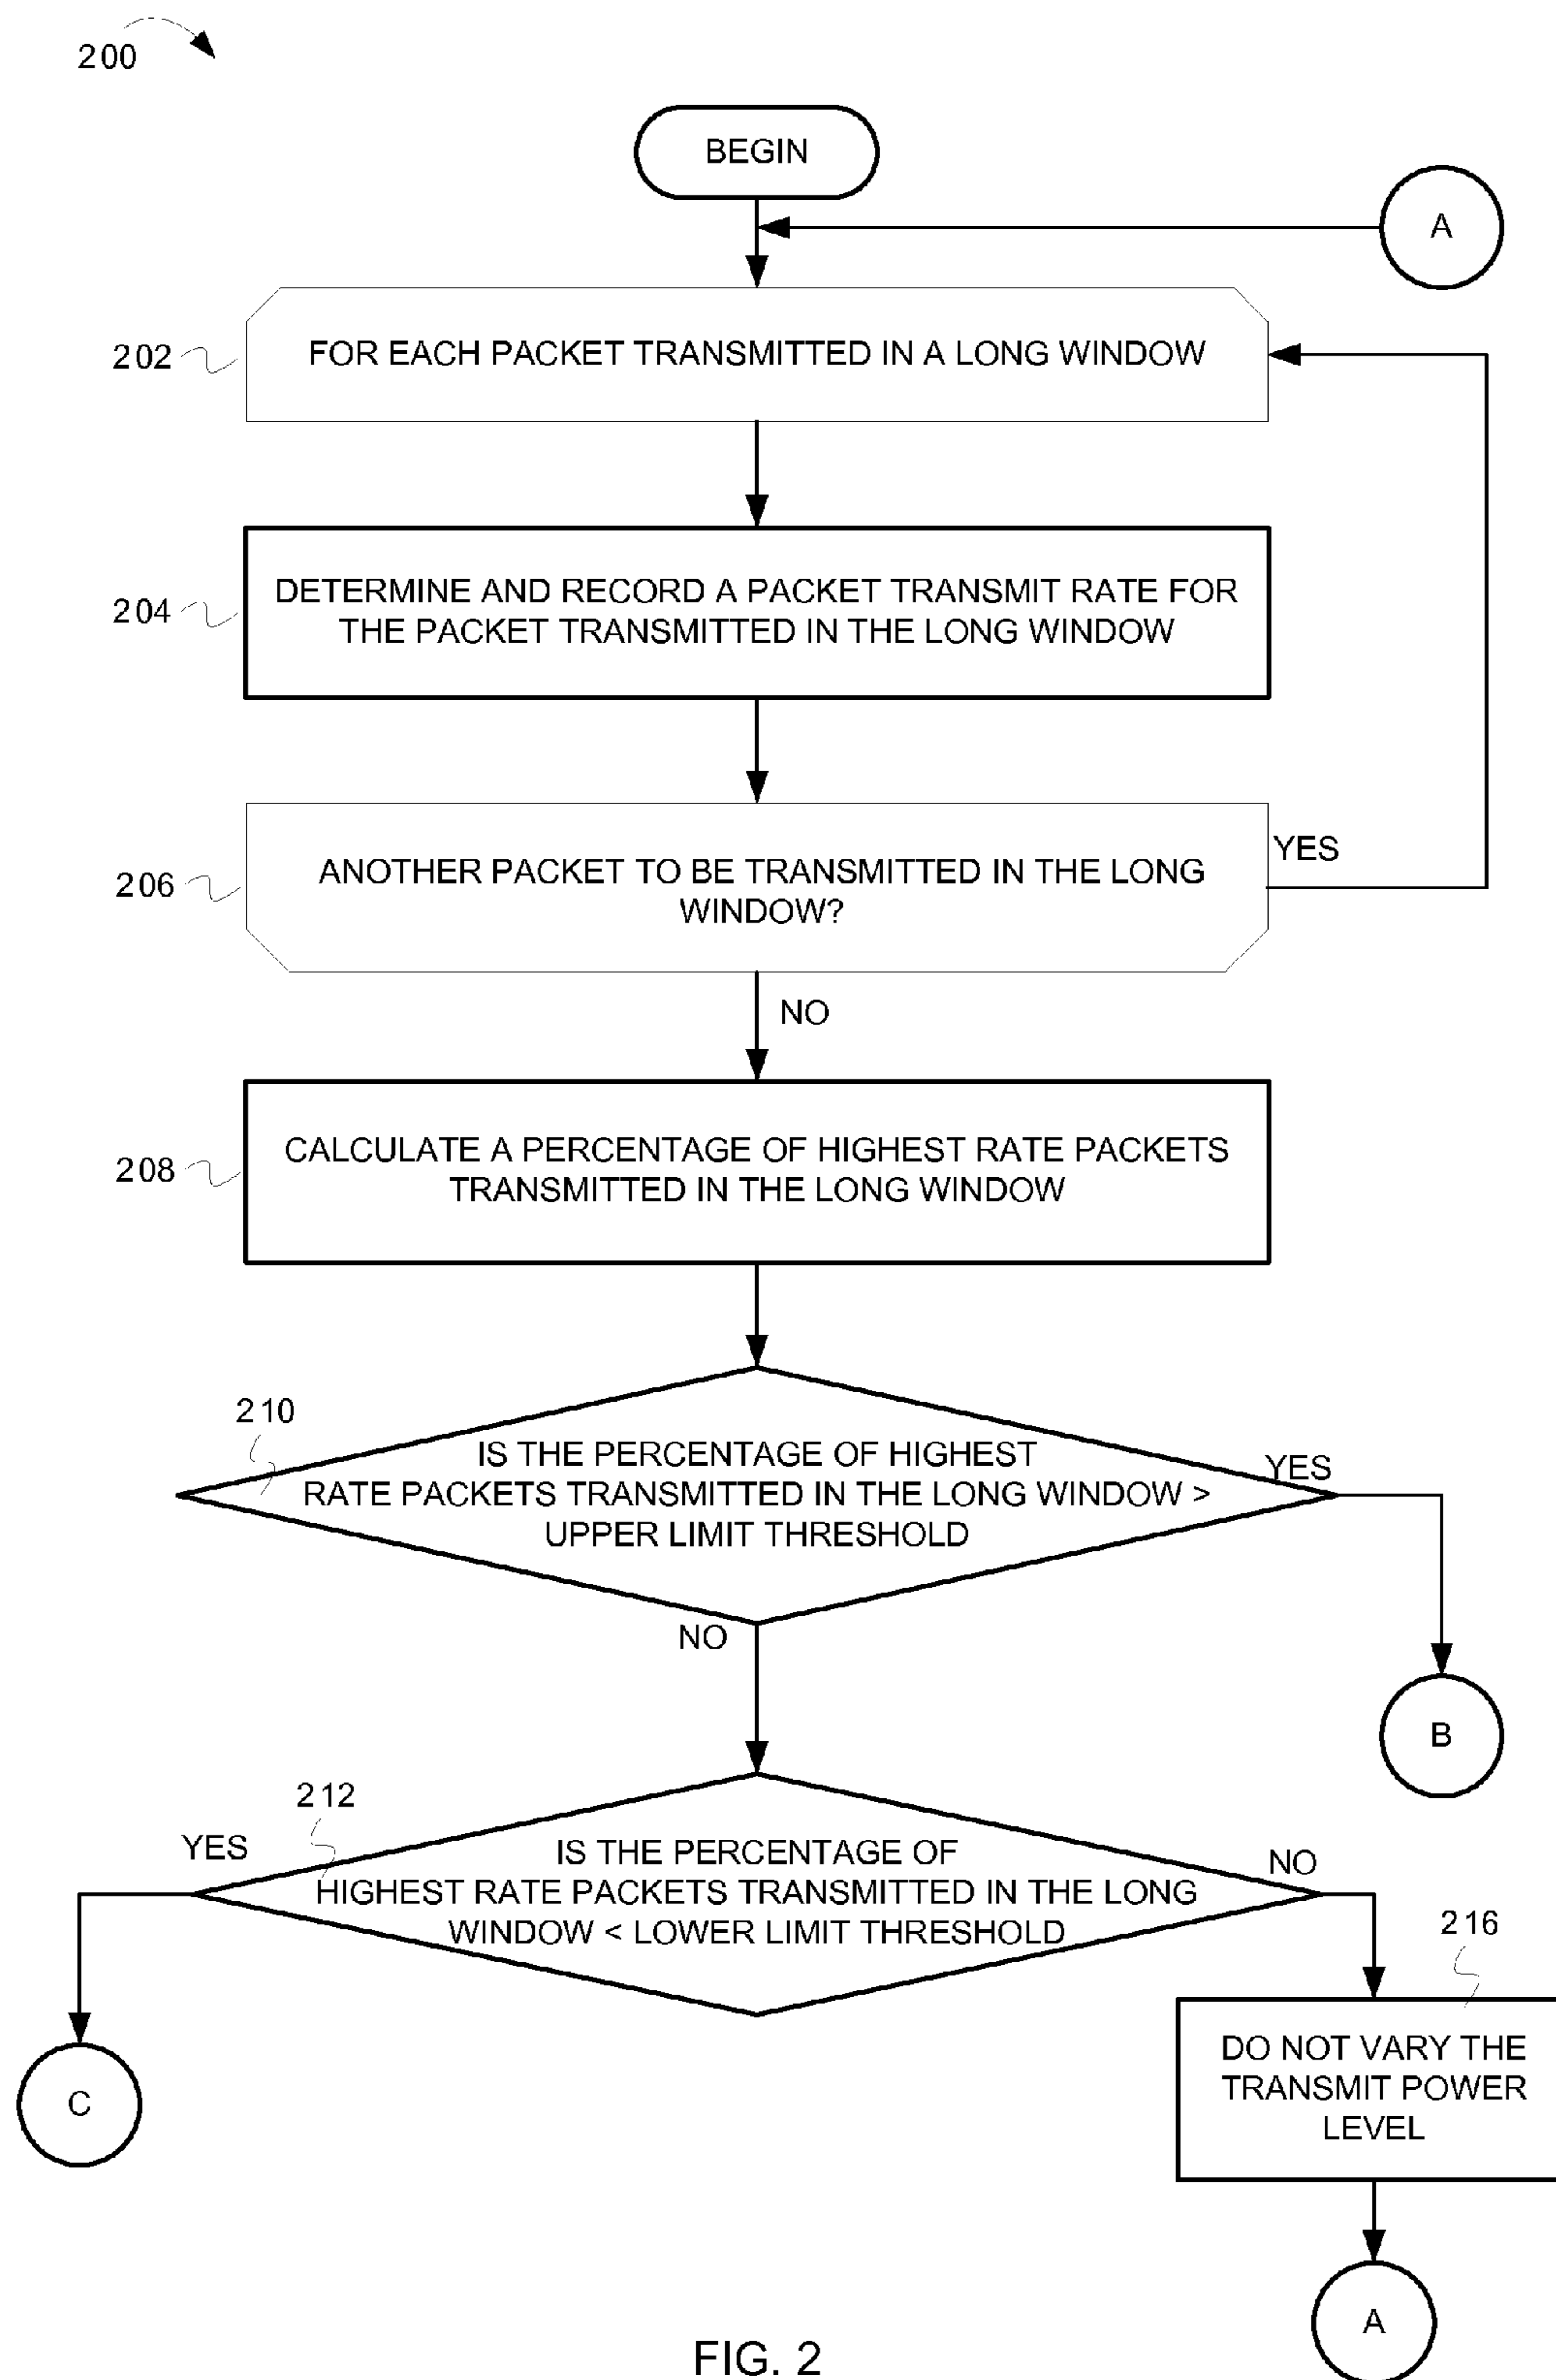 200
BEGIN
A
202
FOR EACH PACKET TRANSMITTED IN A LONG WINDOW
204
DETERMINE AND RECORD A PACKET TRANSMIT RATE FOR
THE PACKET TRANSMITTED IN THE LONG WINDOW
206
ANOTHER PACKET TO BE TRANSMITTED IN THE LONG
WINDOW?
YES
NO
208
CALCULATE A PERCENTAGE OF HIGHEST RATE PACKETS
TRANSMITTED IN THE LONG WINDOW
210
IS THE PERCENTAGE OF HIGHEST
RATE PACKETS TRANSMITTED IN THE LONG WINDOW >
UPPER LIMIT THRESHOLD
YES
NO
B
212
YES
IS THE PERCENTAGE OF
HIGHEST RATE PACKETS TRANSMITTED IN THE LONG
WINDOW < LOWER LIMIT THRESHOLD
NO
216
DO NOT VARY THE
TRANSMIT POWER
LEVEL
C
A
FIG. 2